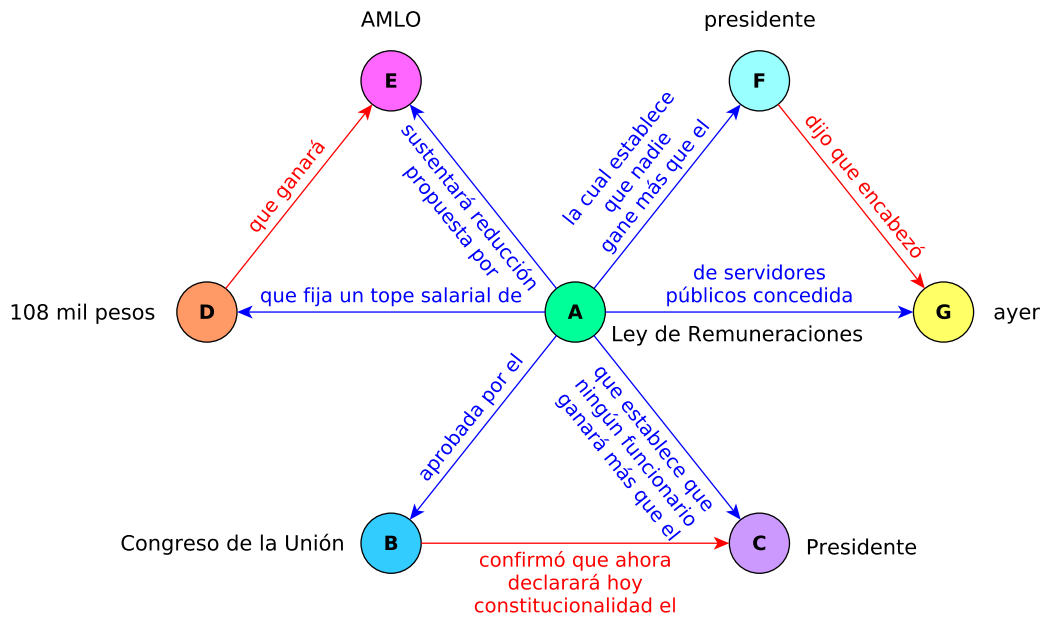 AMLO
presidente
E
F
que ganará
sustentará reducción
propuesta por
la cual establece
que nadie
gane más que el
dijo que encabezó
108 mil pesos
D
que fija un tope salarial de
A
Ley de Remuneraciones
de servidores
públicos concedida
G
ayer
aprobada por el
que establece que
ningún funcionario
ganará más que el
Congreso de la Unión
B
confirmó que ahora
declarará hoy
constitucionalidad el
C
Presidente